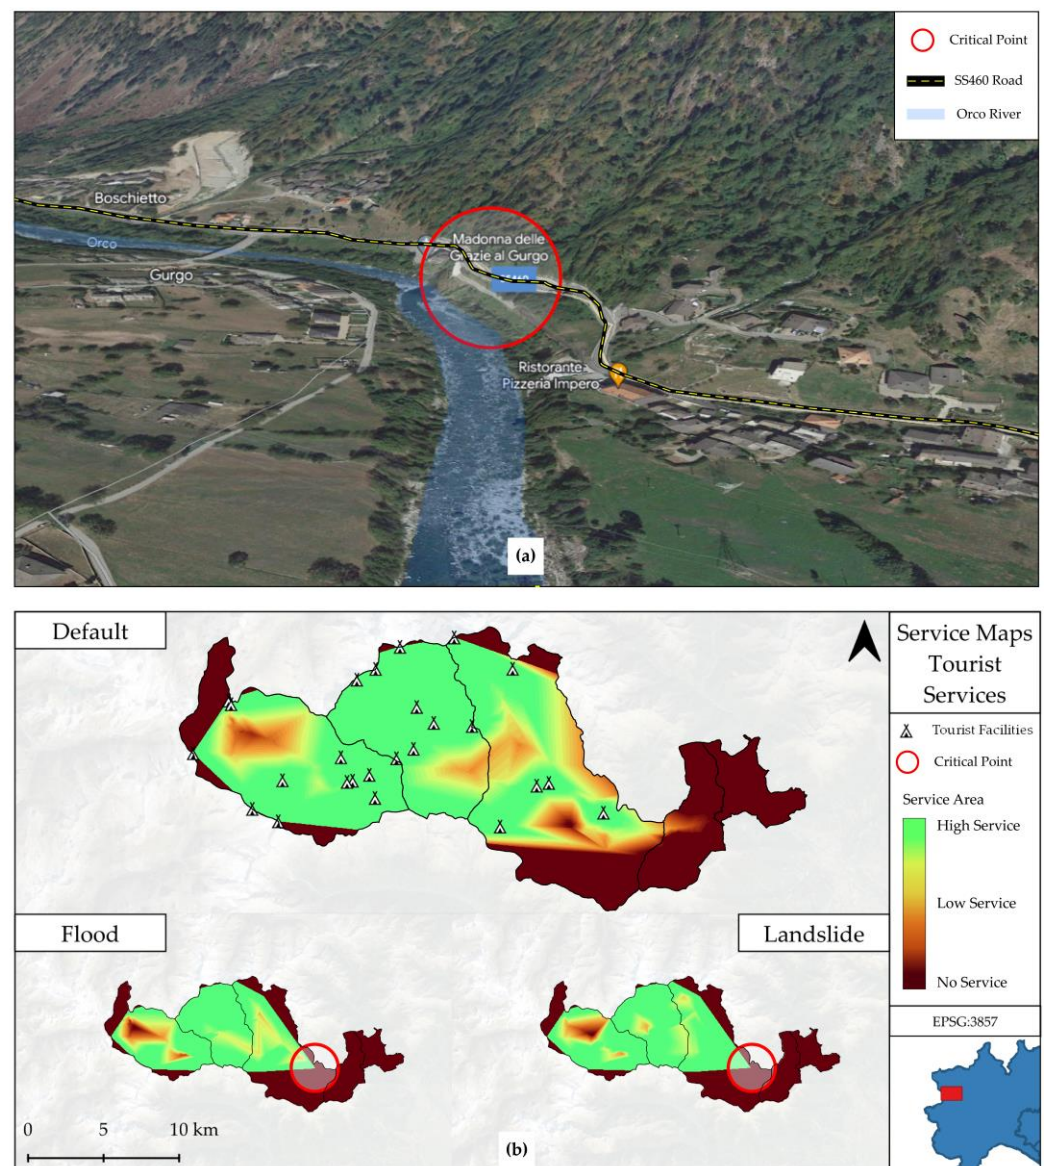 Critical Point
SS460 Road
Orco River
Boschietto
Orco
Gurgo
Madonna delle
Grazie al Gurgo
SS460
Ristorante
Pizzeria Impero
(a)
Default
Service Maps
Tourist
Services
Tourist Facilities
Critical Point
Service Area
High Service
Low Service
No Service
Flood
Landslide
EPSG:3857
0 5 10 km
(b)